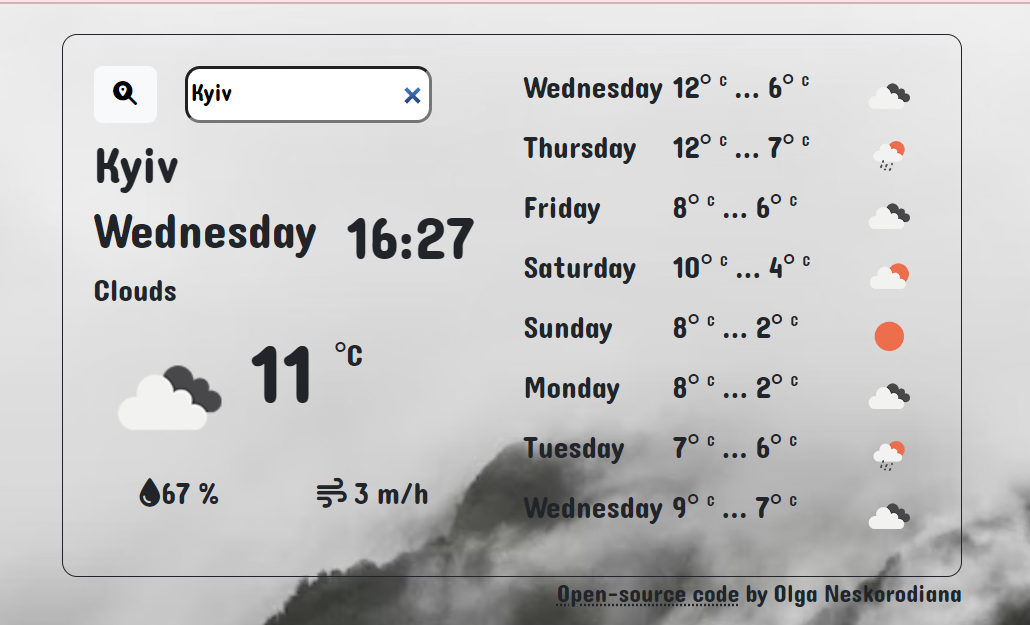 Kyiv
Kyiv
Wednesday 16:27
Clouds
11 °C
67 %
3 m/h
Wednesday 12° c ... 6° c
Thursday 12° c ... 7° c
Friday 8° c ... 6° c
Saturday 10° c ... 4° c
Sunday 8° c ... 2° c
Monday 8° c ... 2° c
Tuesday 7° c ... 6° c
Wednesday 9° c ... 7° c
Open-source code by Olga Neskorodiana